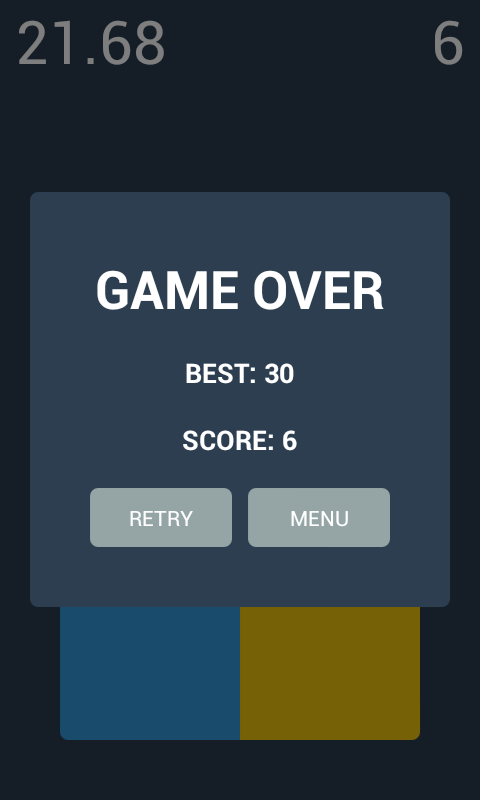 21.68 6
GAME OVER
BEST: 30
SCORE: 6
RETRY MENU